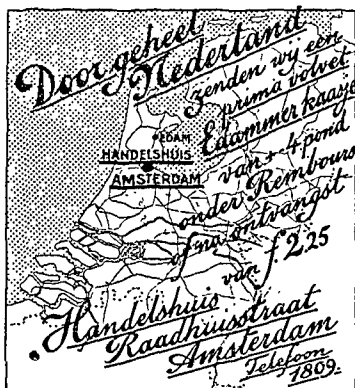 Door geheel
Nederland
zenden wij een
prima volvet
Edammer kaasje
van ± 4 pond
onder Rembours
of na ontvangst
van f 2.25
EDAM
HANDELSHUIS
AMSTERDAM
Handelshuis
Raadhuisstraat
Amsterdam
Telefoon
1809.